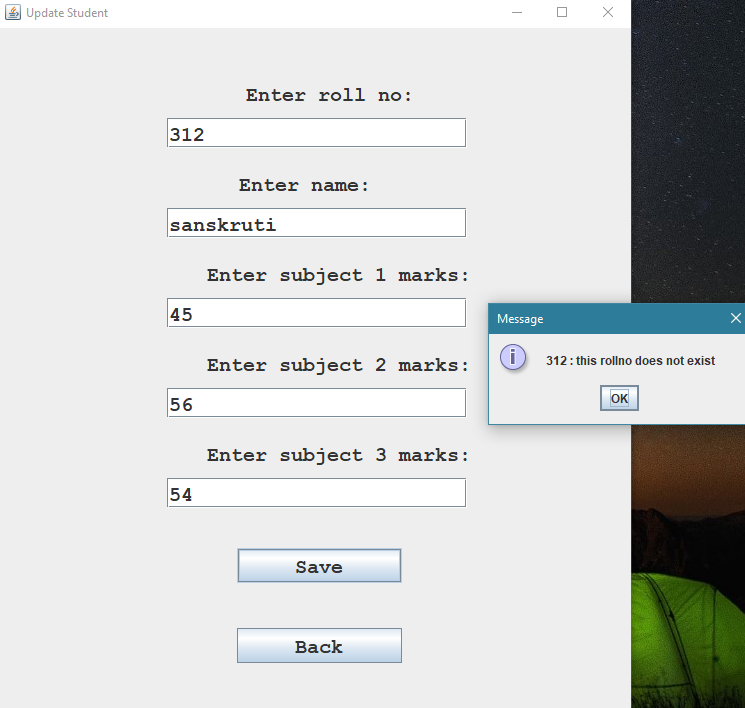 Update Student
Enter roll no:
312
Enter name:
sanskruti
Enter subject 1 marks:
45
Enter subject 2 marks:
56
Enter subject 3 marks:
54
Save
Back
Message
312 : this rollno does not exist
OK